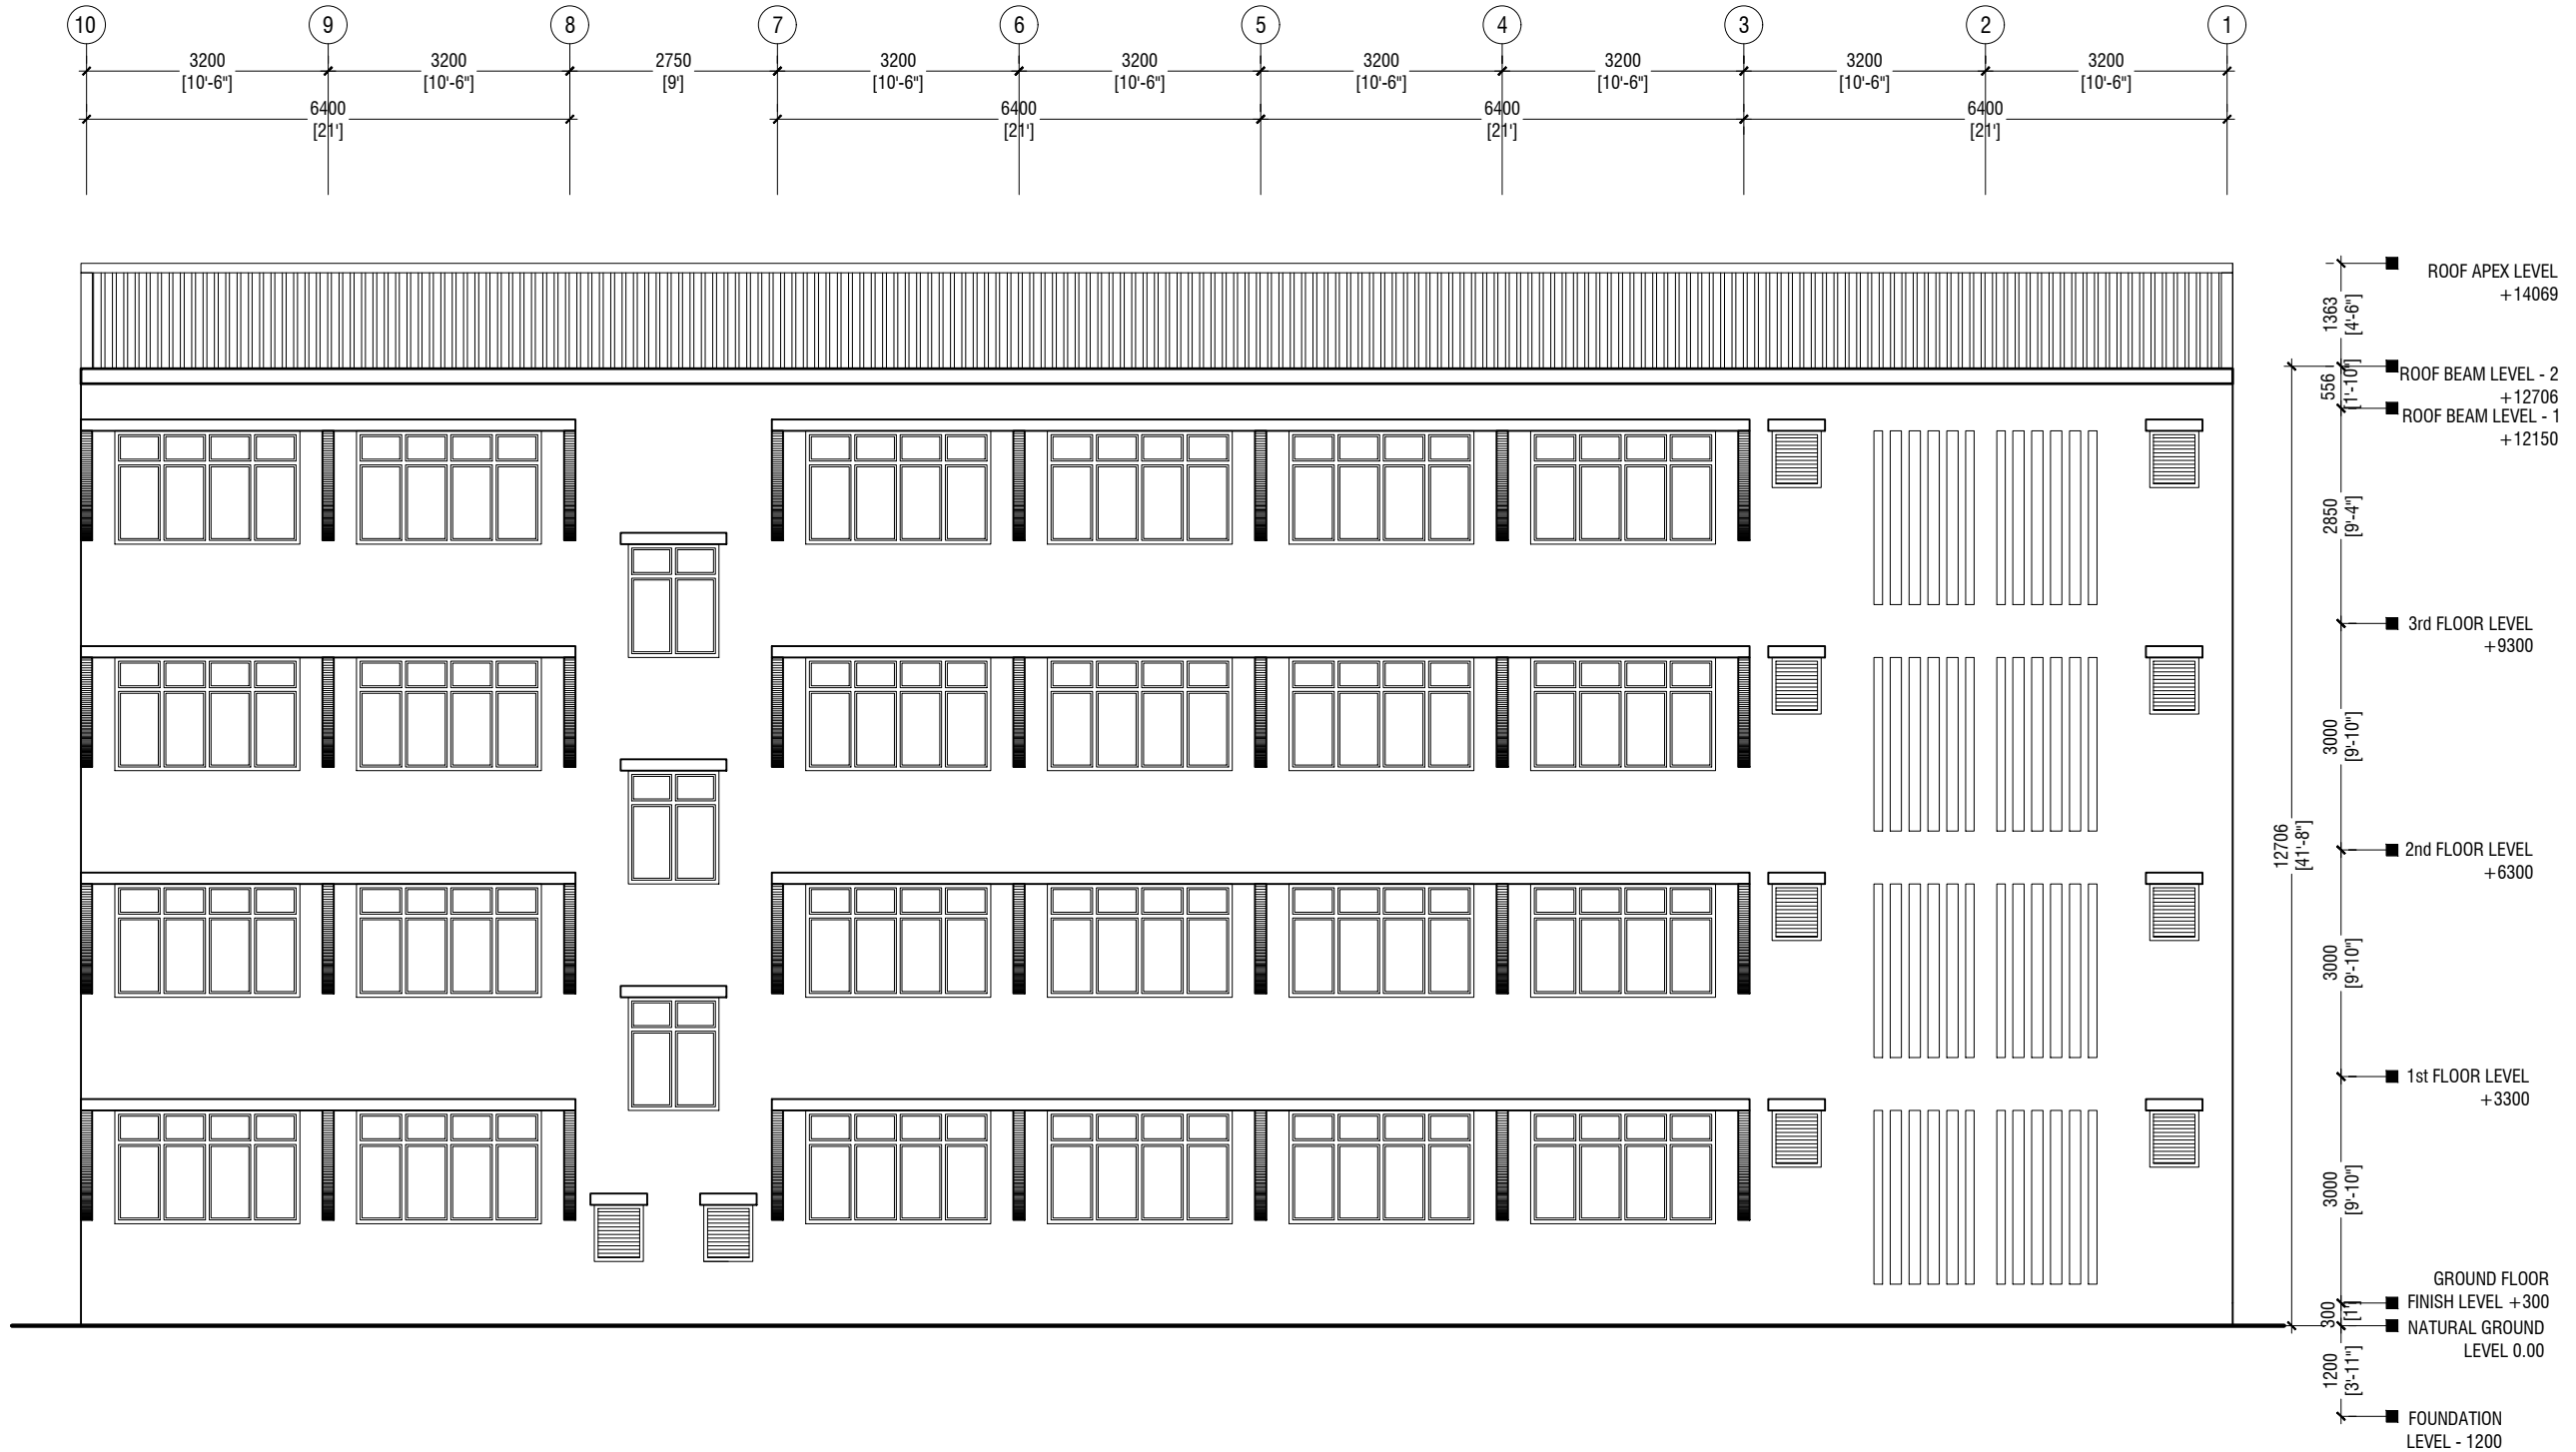 10 9 8 7 6 5 4 3 2 1
3200 3200 2750 3200 3200 3200 3200 3200 3200
[10'-6"] [10'-6"] [9'] [10'-6"] [10'-6"] [10'-6"] [10'-6"] [10'-6"] [10'-6"]
6400 6400 6400 6400
[21'] [21'] [21'] [21']
ROOF APEX LEVEL
+14069
1363
[4'-6"]
ROOF BEAM LEVEL - 2
+12706
556
[1'-10"]
ROOF BEAM LEVEL - 1
+12150
2850
[9'-4"]
3rd FLOOR LEVEL
+9300
3000
[9'-10"]
12706
[41'-8"]
2nd FLOOR LEVEL
+6300
3000
[9'-10"]
1st FLOOR LEVEL
+3300
3000
[9'-10"]
GROUND FLOOR
FINISH LEVEL +300
300
[1']
NATURAL GROUND
LEVEL 0.00
1200
[3'-11"]
FOUNDATION
LEVEL - 1200